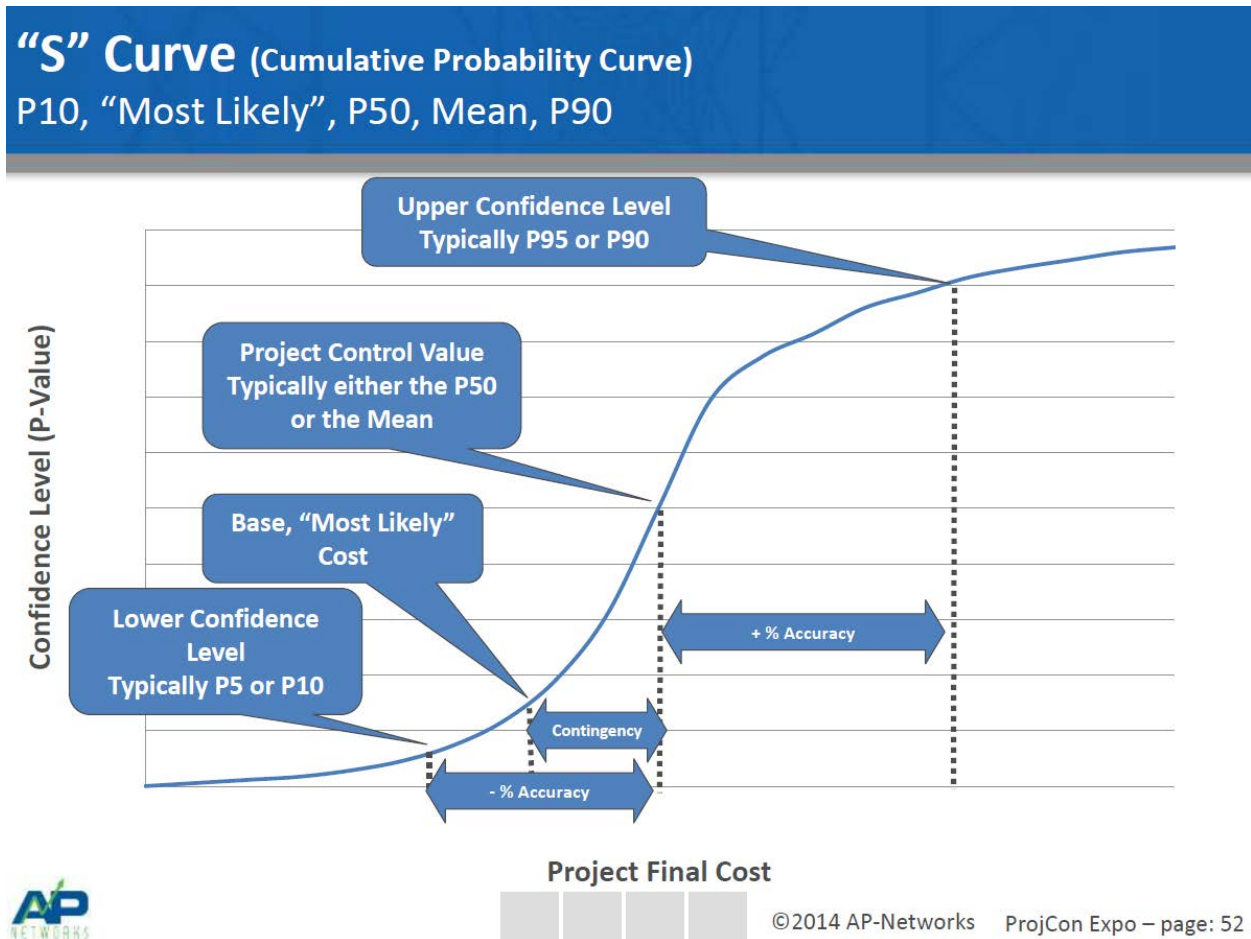 “S” Curve (Cumulative Probability Curve)
P10, “Most Likely”, P50, Mean, P90
Upper Confidence Level
Typically P95 or P90
Project Control Value
Typically either the P50
or the Mean
Base, “Most Likely”
Cost
Lower Confidence
Level
Typically P5 or P10
Confidence Level (P-Value)
+ % Accuracy
Contingency
- % Accuracy
Project Final Cost
AP
NETWORKS
©2014 AP-Networks ProjCon Expo – page: 52